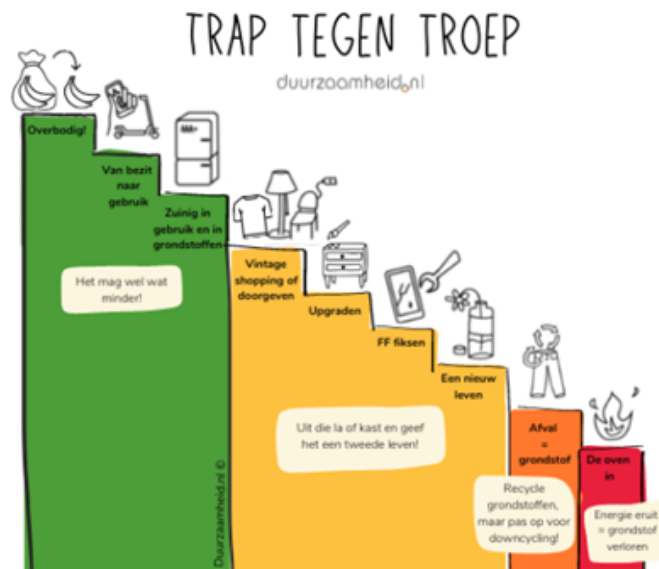 TRAP TEGEN TROEP
duurzaamheid.nl
Overbodig!
Van bezit
naar
gebruik
Zuinig in
gebruik en in
grondstoffen
Het mag wel wat
minder!
Vintage
shopping of
doorgeven
Upgraden
FF fiksen
Een nieuw
leven
Uit die la of kast en geef
het een tweede leven!
Afval
=
grondstof
Recycle
grondstoffen,
maar pas op voor
downcycling!
De oven
in
Energie eruit
= grondstof
verloren
Duurzaamheid.nl ©